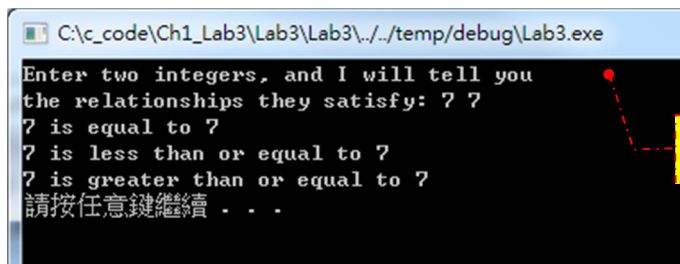 C:\c_code\Ch1_Lab3\Lab3\Lab3\../../temp/debug\Lab3.exe
Enter two integers, and I will tell you
the relationships they satisfy: 7 7
7 is equal to 7
7 is less than or equal to 7
7 is greater than or equal to 7
請按任意鍵繼續 . . .